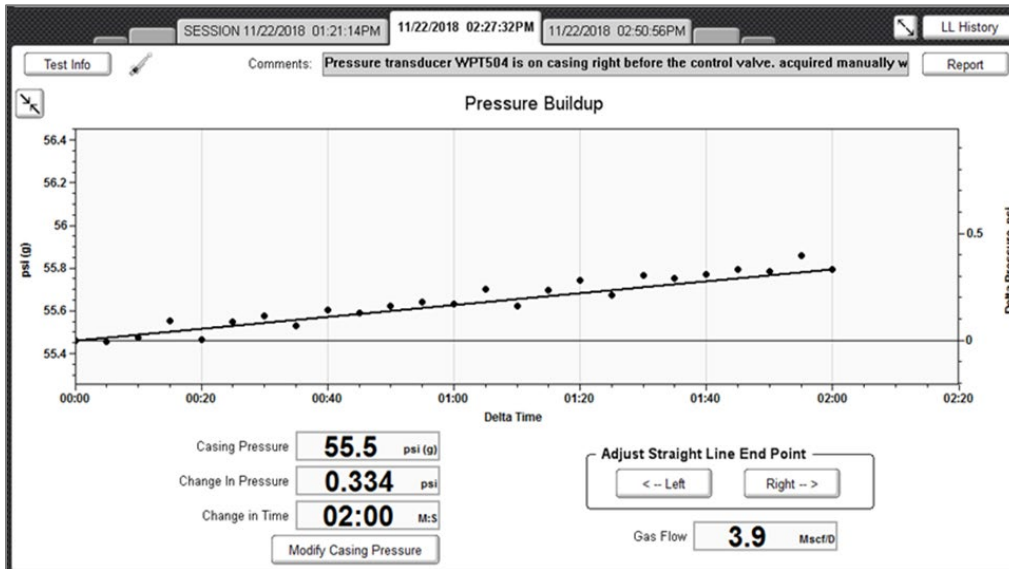 SESSION 11/22/2018 01:21:14PM
11/22/2018 02:27:32PM
11/22/2018 02:50:56PM
LL History
Test Info
Comments:
Pressure transducer WPT504 is on casing right before the control valve. acquired manually w
Report
Pressure Buildup
56.4
56.2
56
55.8
55.6
55.4
psi (g)
0.5
0
Delta Pressure psi
00:00
00:20
00:40
01:00
01:20
01:40
02:00
02:20
Delta Time
Casing Pressure
55.5
psi (g)
Change In Pressure
0.334
psi
Change in Time
02:00
M:S
Modify Casing Pressure
Adjust Straight Line End Point
< -- Left
Right -- >
Gas Flow
3.9
Mscf/D